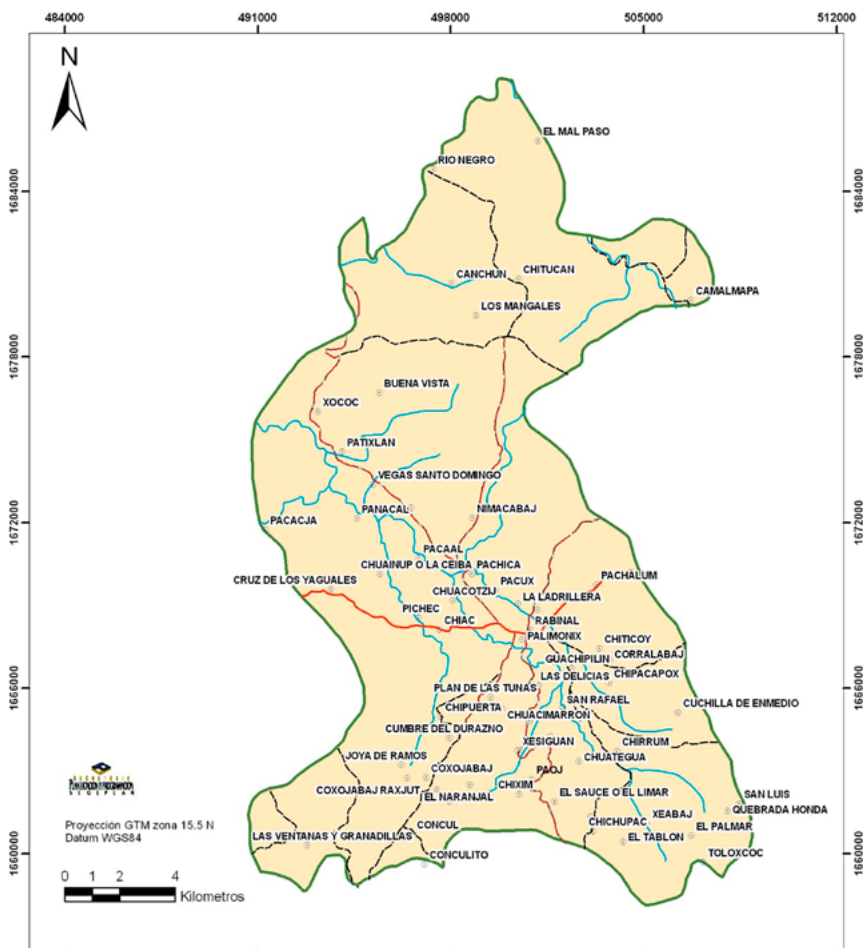 484000
491000
498000
505000
512000
N
EL MAL PASO
RIO NEGRO
1684000
1684000
CANCHUN
CHITUCAN
CAMALMAPA
LOS MANGALES
1678000
1678000
BUENA VISTA
XOCOC
PATIXLAN
VEGAS SANTO DOMINGO
PANACAL
NIMACABAJ
PACACJA
1672000
1672000
PACAAL
CHUAINUP O LA CEIBA
PACHICA
CRUZ DE LOS YAGUALES
PACUX
PACHALUM
CHUACOTZIJ
LA LADRILLERA
PICHEC
CHIAC
RABINAL
PALIMONIX
CHITICOY
GUACHIPILIN
CORRALABAJ
LAS DELICIAS
CHIPACAPOX
1666000
1666000
PLAN DE LAS TUNAS
SAN RAFAEL
CUCHILLA DE ENMEDIO
CHIPUERTA
CHUACIMARRON
CUMBRE DEL DURAZNO
XESIGUAN
CHIRRUM
JOYA DE RAMOS
CHUATEGUA
COXOJABAJ
PAOJ
COXOJABAJ RAXJUT
CHIXIM
EL NARANJAL
EL SAUCE O EL LIMAR
SAN LUIS
QUEBRADA HONDA
XEABAJ
CONCUL
CHICHUPAC
EL PALMAR
LAS VENTANAS Y GRANADILLAS
EL TABLON
CONCULITO
TOLOXCOC
1660000
1660000
SEGEPLAN
Proyección GTM zona 15.5 N
Datum WGS84
0 1 2 4
Kilometros